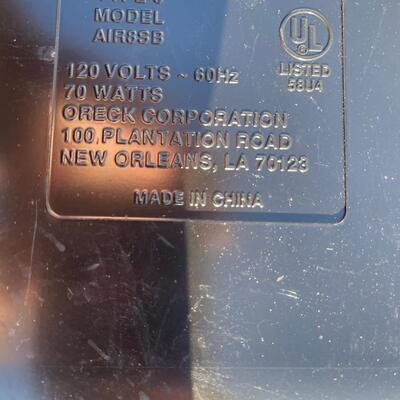 MODEL
AIR8SB
UL
LISTED
58U4
120 VOLTS ~ 60Hz
70 WATTS
ORECK CORPORATION
100 PLANTATION ROAD
NEW ORLEANS, LA 70123
MADE IN CHINA